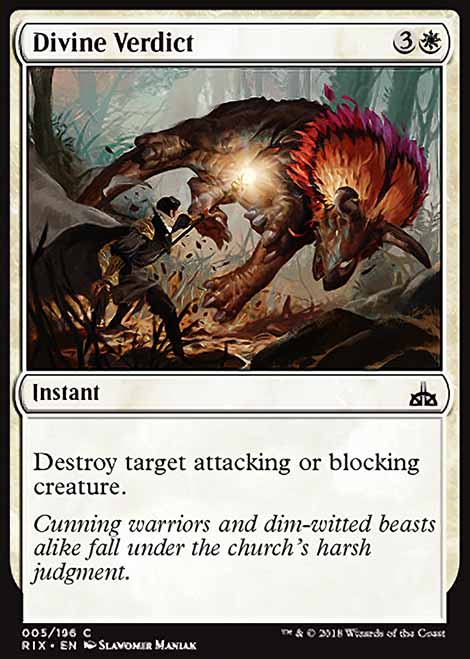 Divine Verdict 3
Instant
Destroy target attacking or blocking
creature.
Cunning warriors and dim-witted beasts
alike fall under the church's harsh
judgment.
005/196 C
RIX • EN Slawomir Maniak
™ & © 2018 Wizards of the Coast